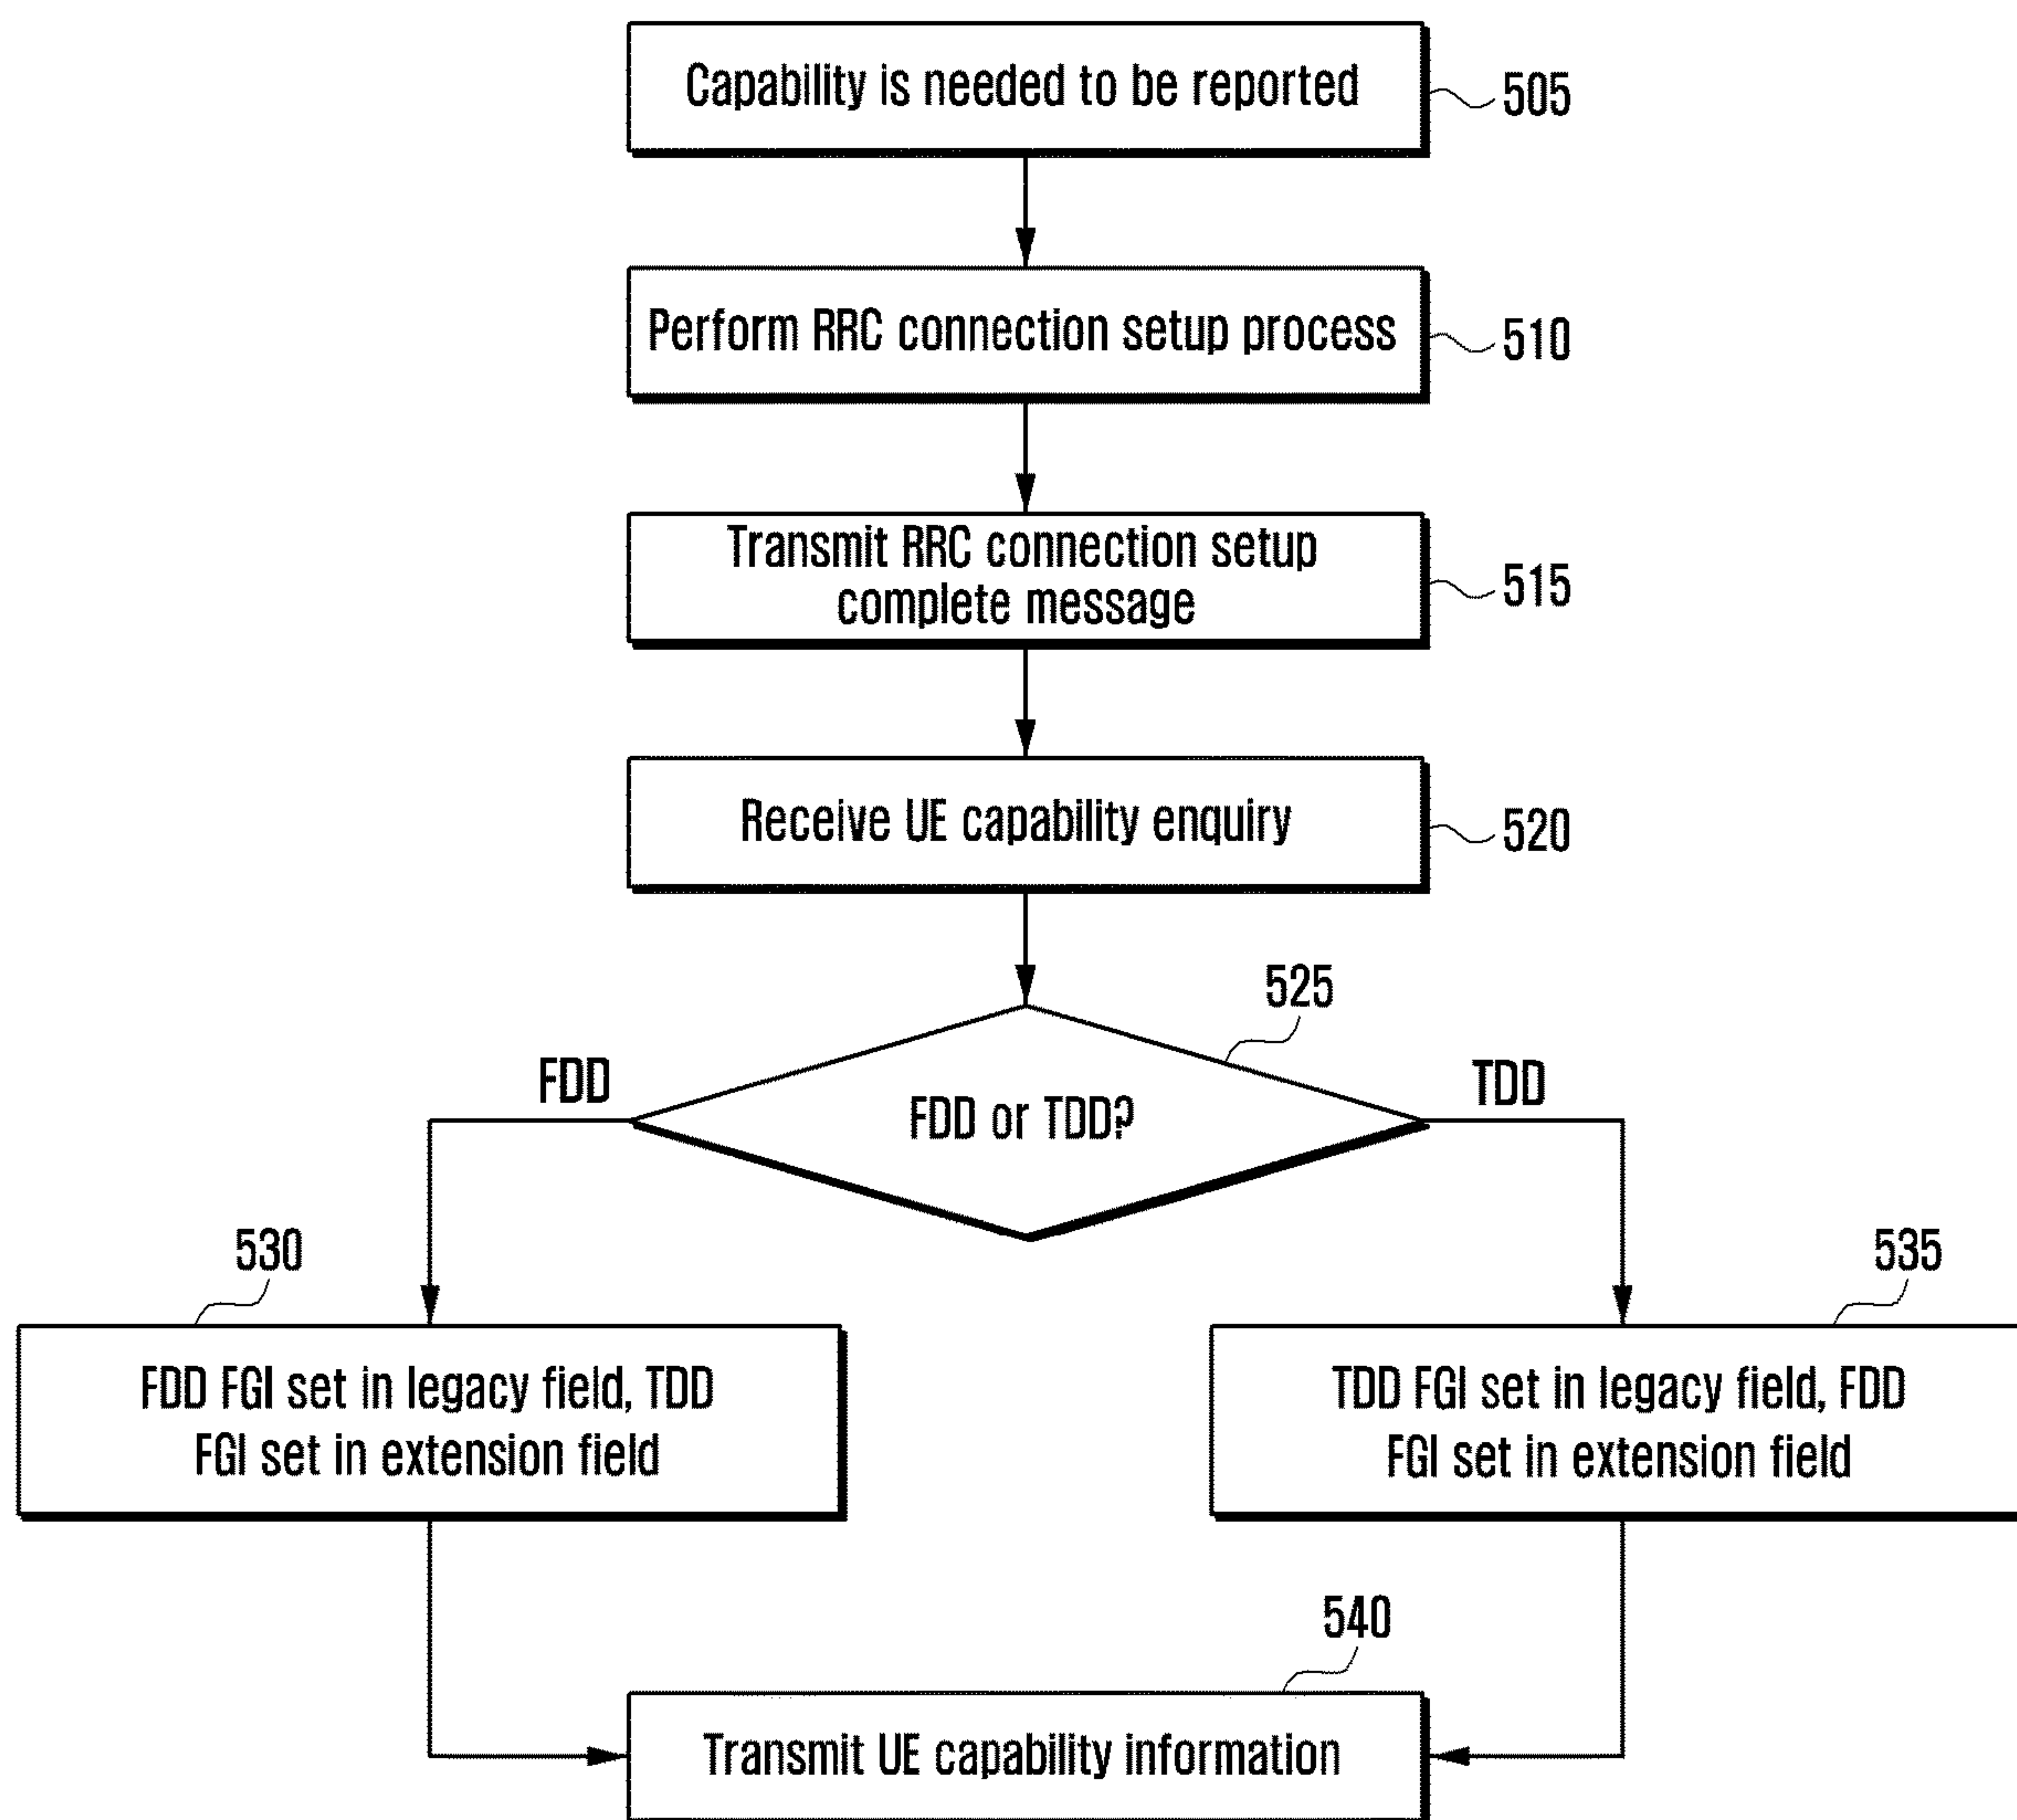 Capability is needed to be reported
505
Perform RRC connection setup process
510
Transmit RRC connection setup
complete message
515
Receive UE capability enquiry
520
525
FDD
FDD or TDD?
TDD
530
FDD FGI set in legacy field, TDD
FGI set in extension field
535
TDD FGI set in legacy field, FDD
FGI set in extension field
540
Transmit UE capability information